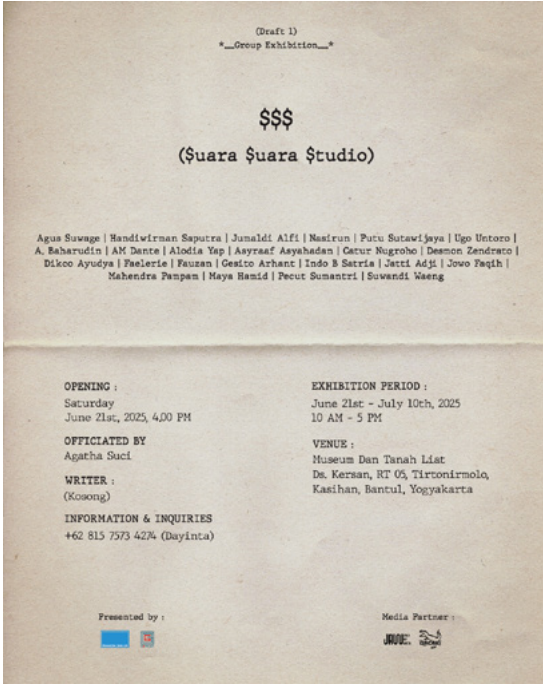 (Draft 1)
*__Group Exhibition__*
$$$
($uara $uara $tudio)
Agus Suwage | Handiwirman Saputra | Jumaldi Alfi | Nasirun | Putu Sutawijaya | Ugo Untoro |
A. Baharudin | AM Dante | Alodia Yap | Asyraaf Asyahadan | Catur Nugroho | Desmon Zendrato |
Dikoo Ayudya | Faelerie | Fauzan | Gesito Arhant | Indo B Satria | Jatti Adji | Jowo Faqih |
Mahendra Pampam | Maya Hamid | Pecut Sumantri | Suwandi Waeng
OPENING :
Saturday
June 21st, 2025, 4,00 PM
OFFICIATED BY
Agatha Suci
WRITER :
(Kosong)
INFORMATION & INQUIRIES
+62 815 7573 4274 (Dayinta)
EXHIBITION PERIOD :
June 21st - July 10th, 2025
10 AM - 5 PM
VENUE :
Museum Dan Tanah Liat
Ds. Kersan, RT 05, Tirtonirmolo,
Kasihan, Bantul, Yogyakarta
Presented by :
Media Partner :